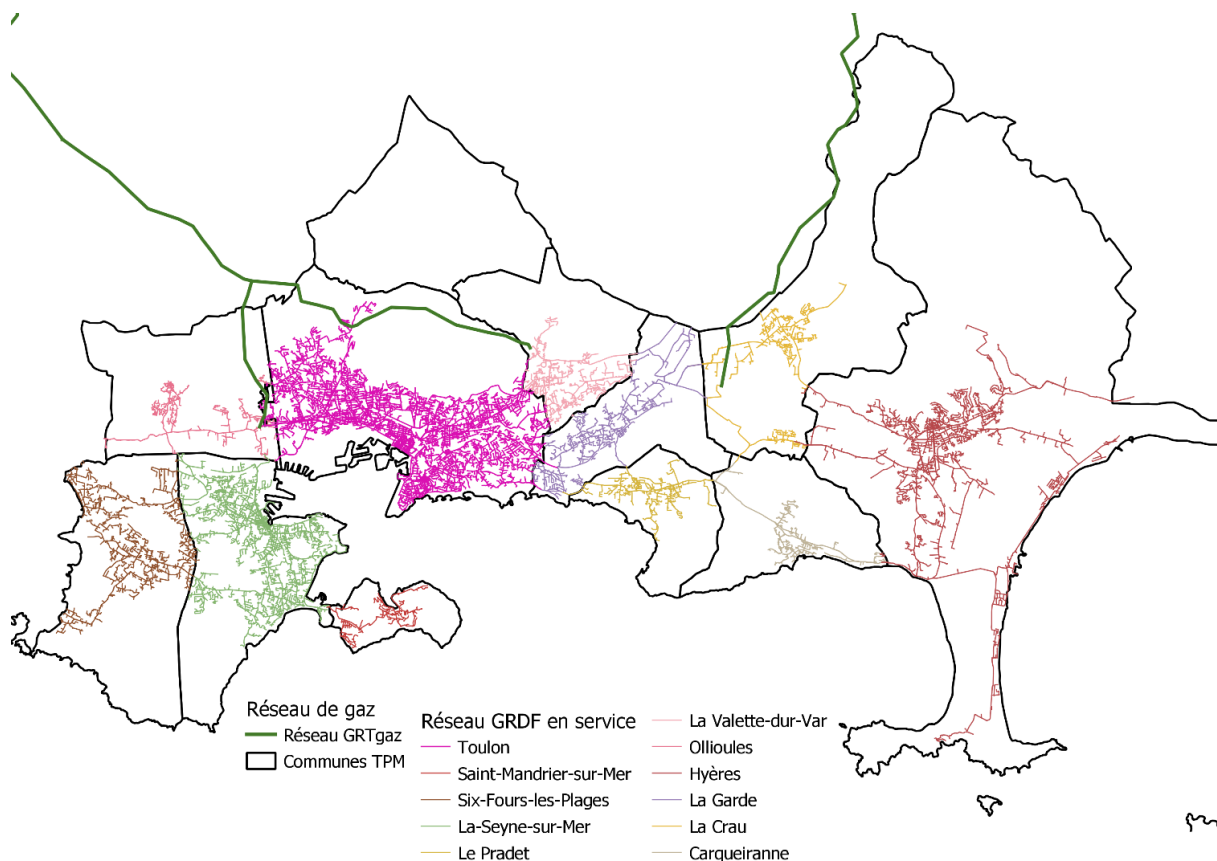 Réseau de gaz
Réseau GRTgaz
Communes TPM
Réseau GRDF en service
Toulon
Saint-Mandrier-sur-Mer
Six-Fours-les-Plages
La-Seyne-sur-Mer
Le Pradet
La Valette-dur-Var
Ollioules
Hyères
La Garde
La Crau
Carqueiranne